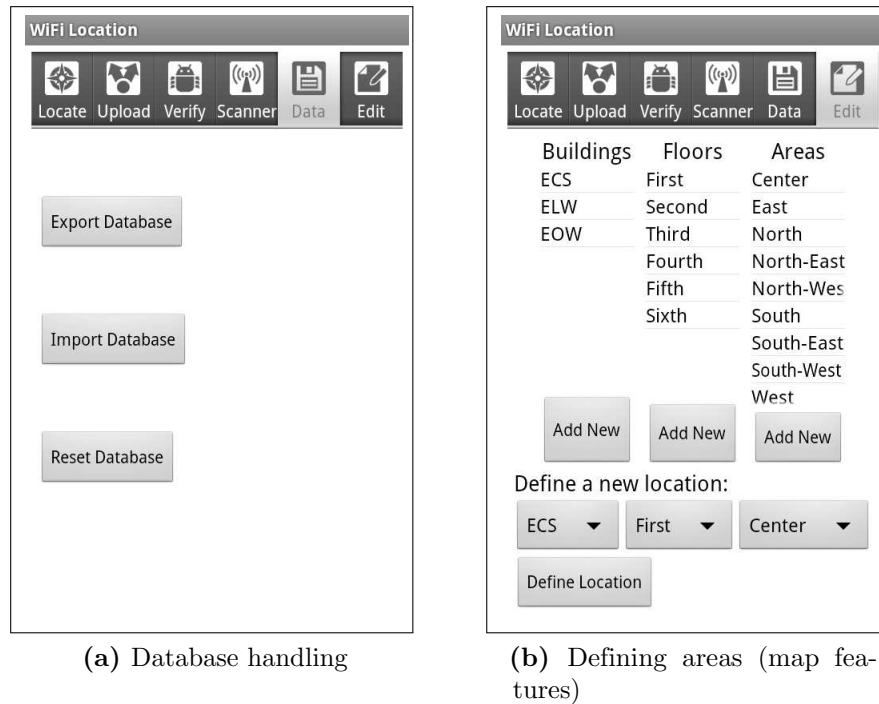 WiFi Location
Locate Upload Verify Scanner Data Edit
Export Database
Import Database
Reset Database
(a) Database handling
WiFi Location
Locate Upload Verify Scanner Data Edit
Buildings Floors Areas
ECS First Center
ELW Second East
EOW Third North
Fourth North-East
Fifth North-Wes
Sixth South
South-East
South-West
West
Add New Add New Add New
Define a new location:
ECS First Center
Define Location
(b) Defining areas (map fea-
tures)